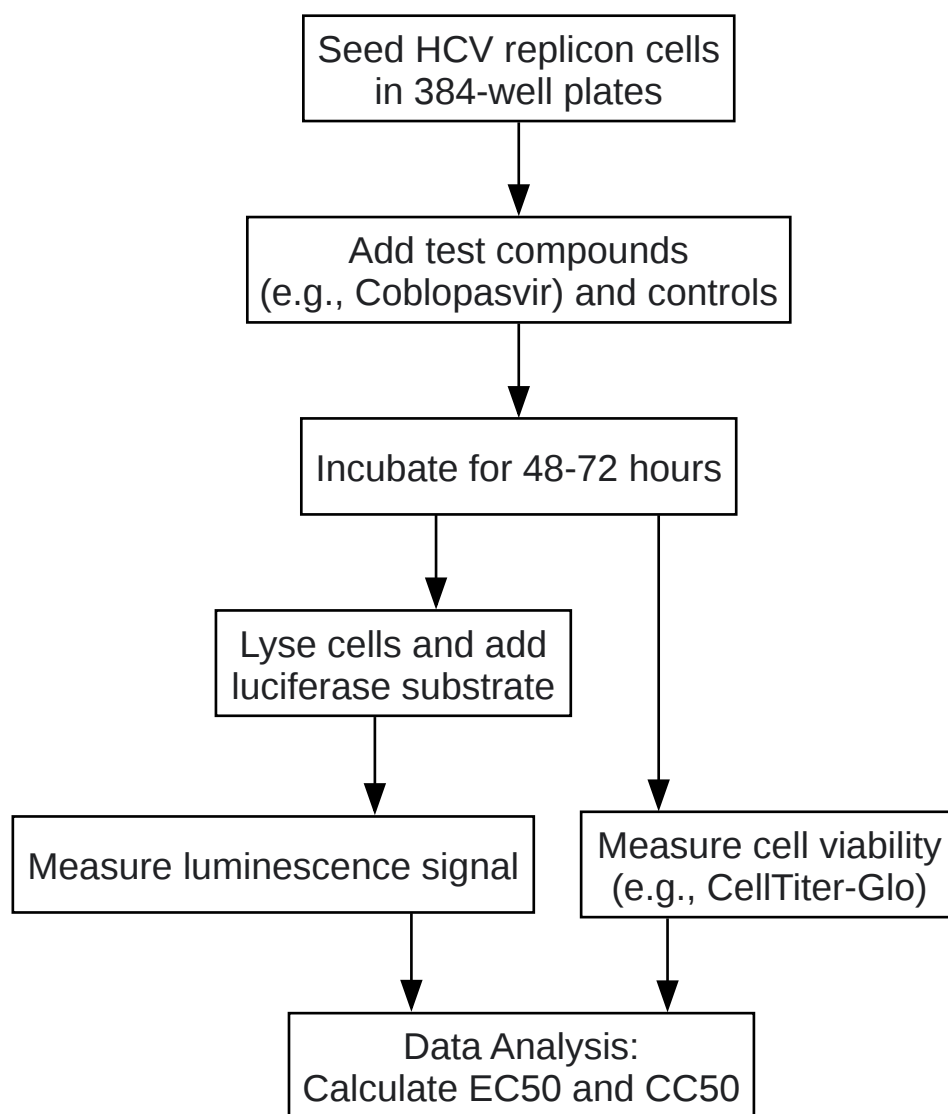 Seed HCV replicon cells
in 384-well plates
Add test compounds
(e.g., Coblopasvir) and controls
Incubate for 48-72 hours
Lyse cells and add
luciferase substrate
Measure luminescence signal
Measure cell viability
(e.g., CellTiter-Glo)
Data Analysis:
Calculate EC50 and CC50